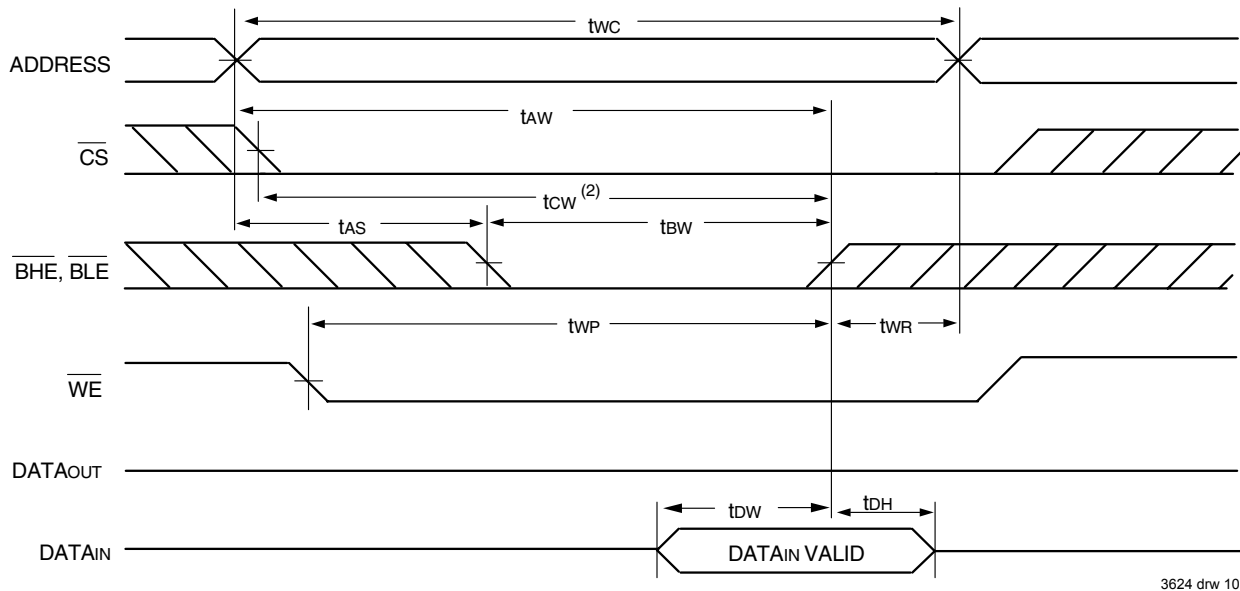 tWC
ADDRESS
tAW
CS
tCW (2)
tAS
tBW
BHE, BLE
tWP
tWR
WE
DATAOUT
tDW
tDH
DATAIN
DATAIN VALID
3624 drw 10